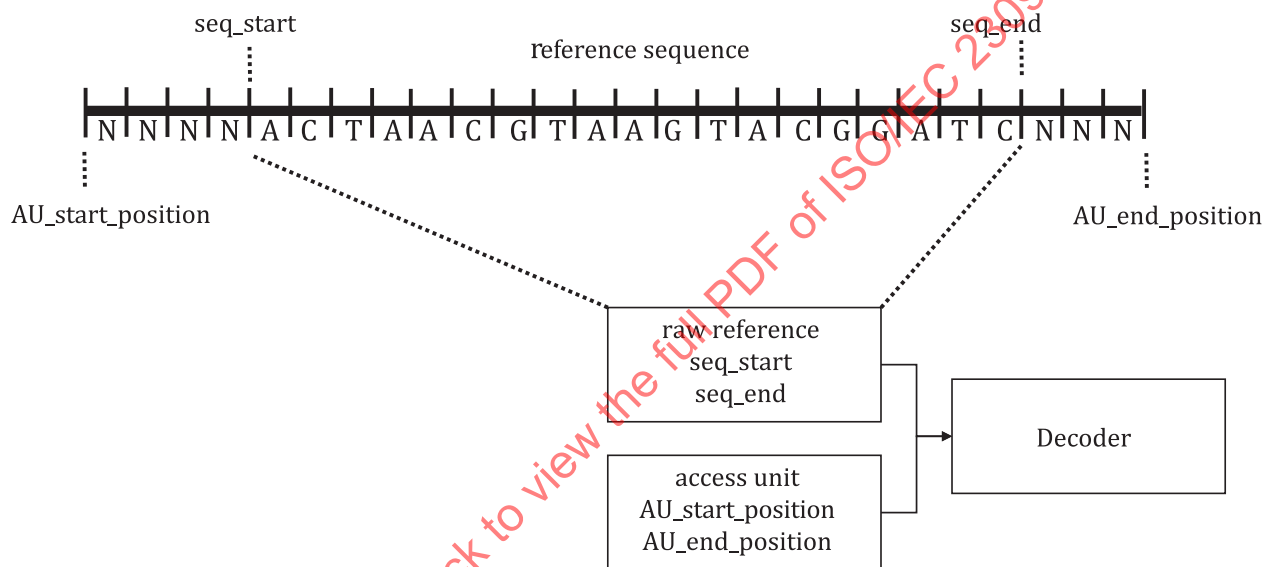 seq_start
seq_end
reference sequence
N N N N A C T A A C G T A A G T A C G G A T C N N N
AU_start_position
AU_end_position
raw reference
seq_start
seq_end
Decoder
access unit
AU_start_position
AU_end_position
ck to view the full PDF of ISO/IEC 2309